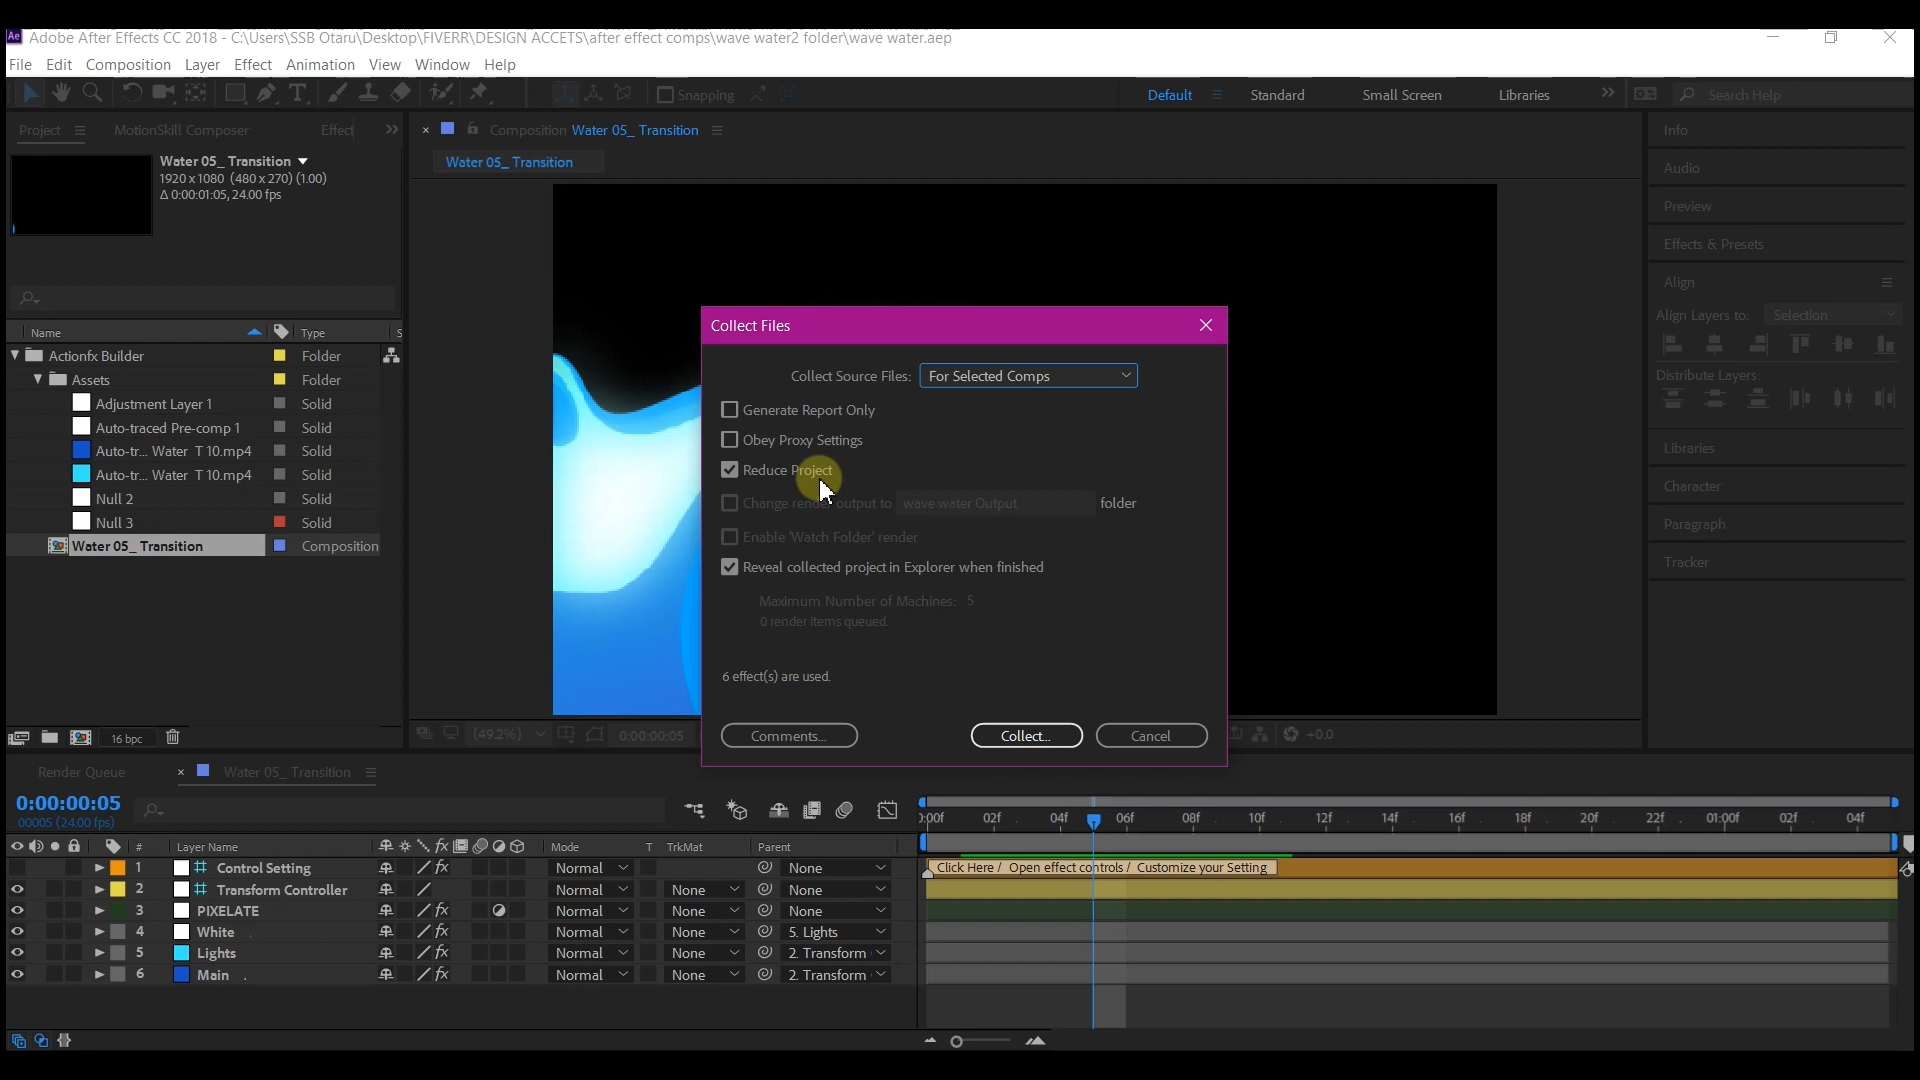 Ae Adobe After Effects CC 2018 - C:\Users\SSB Otaru\Desktop\FIVERR\DESIGN ACCETS\after effect comps\wave water2 folder\wave water.aep
File Edit Composition Layer Effect Animation View Window Help
Snapping Default Standard Small Screen Libraries Search Help
Project MotionSkill Composer Effect
Composition Water 05_ Transition
Water 05_ Transition
Water 05_ Transition
1920 x 1080 (480 x 270) (1.00)
Δ 0:00:01:05, 24.00 fps
Name Type S
Actionfx Builder Folder
Assets Folder
Adjustment Layer 1 Solid
Auto-traced Pre-comp 1 Solid
Auto-tr... Water T 10.mp4 Solid
Auto-tr... Water T 10.mp4 Solid
Null 2 Solid
Null 3 Solid
Water 05_ Transition Composition
16 bpc
Collect Files
Collect Source Files: For Selected Comps
Generate Report Only
Obey Proxy Settings
Reduce Project
Change render output to wave water Output folder
Enable 'Watch Folder' render
Reveal collected project in Explorer when finished
Maximum Number of Machines: 5
0 render items queued.
6 effect(s) are used.
Comments... Collect... Cancel
(49.2%) 0:00:00:05 +0.0
Info
Audio
Preview
Effects & Presets
Align
Align Layers to: Selection
Distribute Layers:
Libraries
Character
Paragraph
Tracker
Render Queue Water 05_ Transition
0:00:00:05
00005 (24.00 fps)
):00f 02f 04f 06f 08f 10f 12f 14f 16f 18f 20f 22f 01:00f 02f 04f
# Layer Name Mode T TrkMat Parent
1 Control Setting Normal None Click Here / Open effect controls / Customize your Setting
2 Transform Controller Normal None None
3 PIXELATE Normal None None
4 White Normal None 5. Lights
5 Lights Normal None 2. Transform
6 Main . Normal None 2. Transform